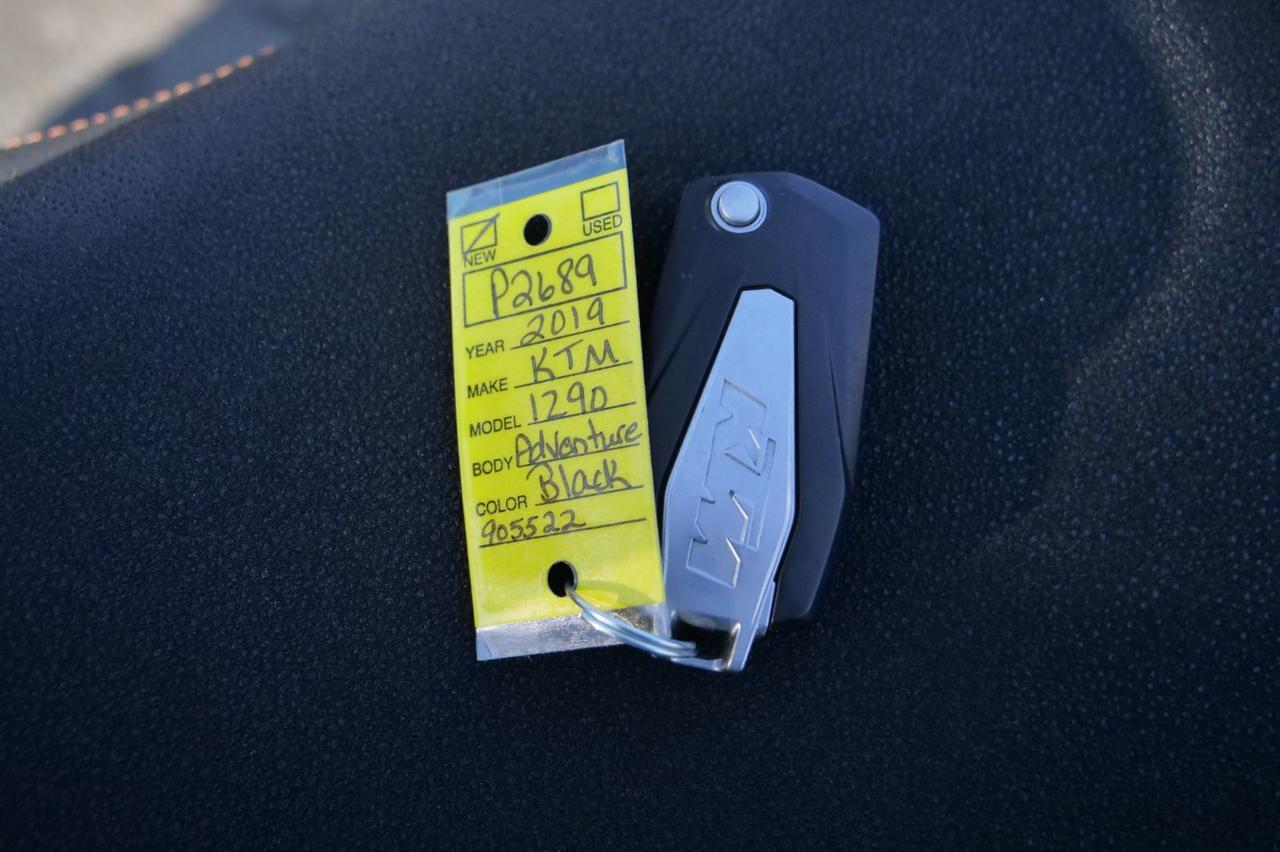 NEW USED
P2689
YEAR 2019
MAKE KTM
MODEL 1290
BODY Adventure
COLOR Black
905522
KTM